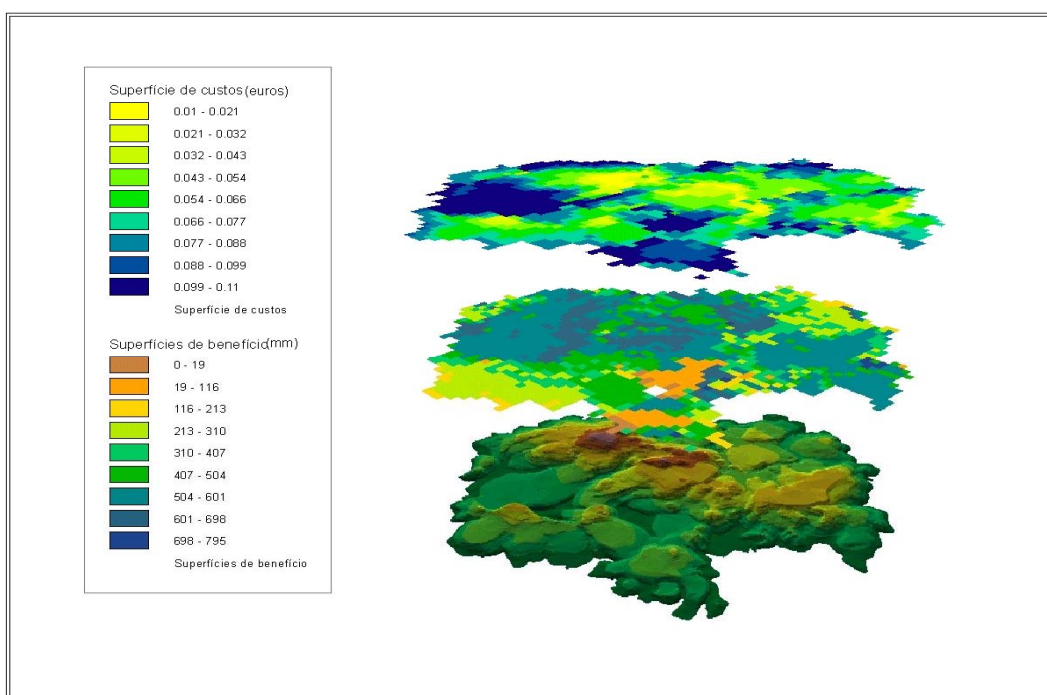 Superfície de custos (euros)
0.01 - 0.021
0.021 - 0.032
0.032 - 0.043
0.043 - 0.054
0.054 - 0.066
0.066 - 0.077
0.077 - 0.088
0.088 - 0.099
0.099 - 0.11
Superfície de custos
Superfícies de benefício(mm)
0 - 19
19 - 116
116 - 213
213 - 310
310 - 407
407 - 504
504 - 601
601 - 698
698 - 795
Superfícies de benefício